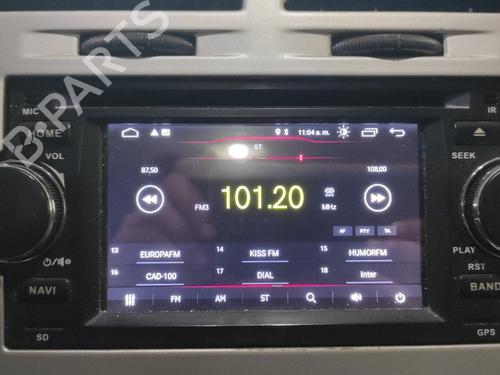 MIC
HOME
VOL
NAVI
SD
11:04 a. m.
ST
87,50
108,00
FM3
101.20
MHz
AF PTY TA
13 EUROPAFM
14 KISS FM
15 HUMORFM
16 CAD-100
17 DIAL
18 Inter
FM
AM
ST
IR
SEEK
PLAY
RST
BAND
GPS
B-PARTS